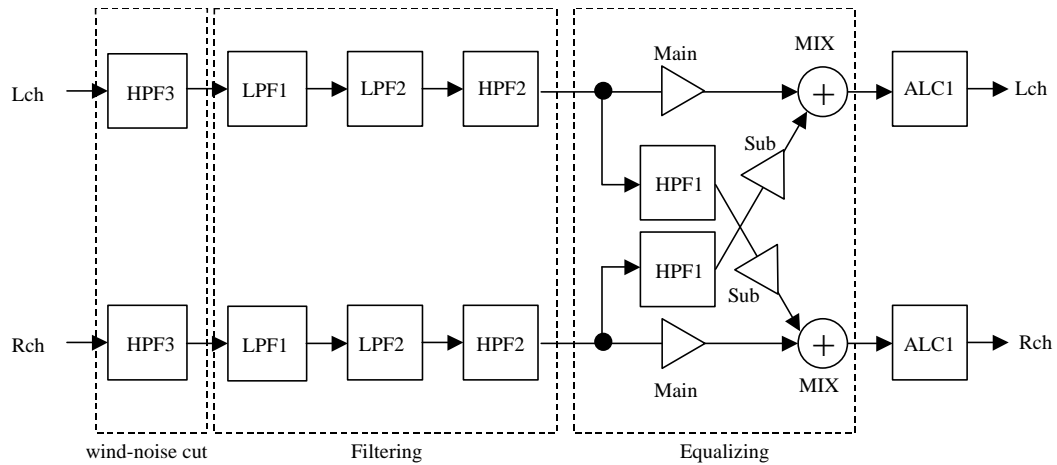 Main
MIX
Lch
HPF3
LPF1
LPF2
HPF2
+
ALC1
Lch
Sub
HPF1
HPF1
Sub
Rch
HPF3
LPF1
LPF2
HPF2
+
ALC1
Rch
Main
MIX
wind-noise cut
Filtering
Equalizing